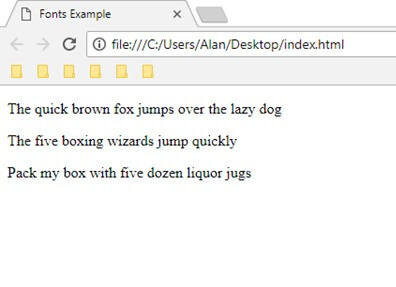 Fonts Example
file:///C:/Users/Alan/Desktop/index.html
The quick brown fox jumps over the lazy dog
The five boxing wizards jump quickly
Pack my box with five dozen liquor jugs